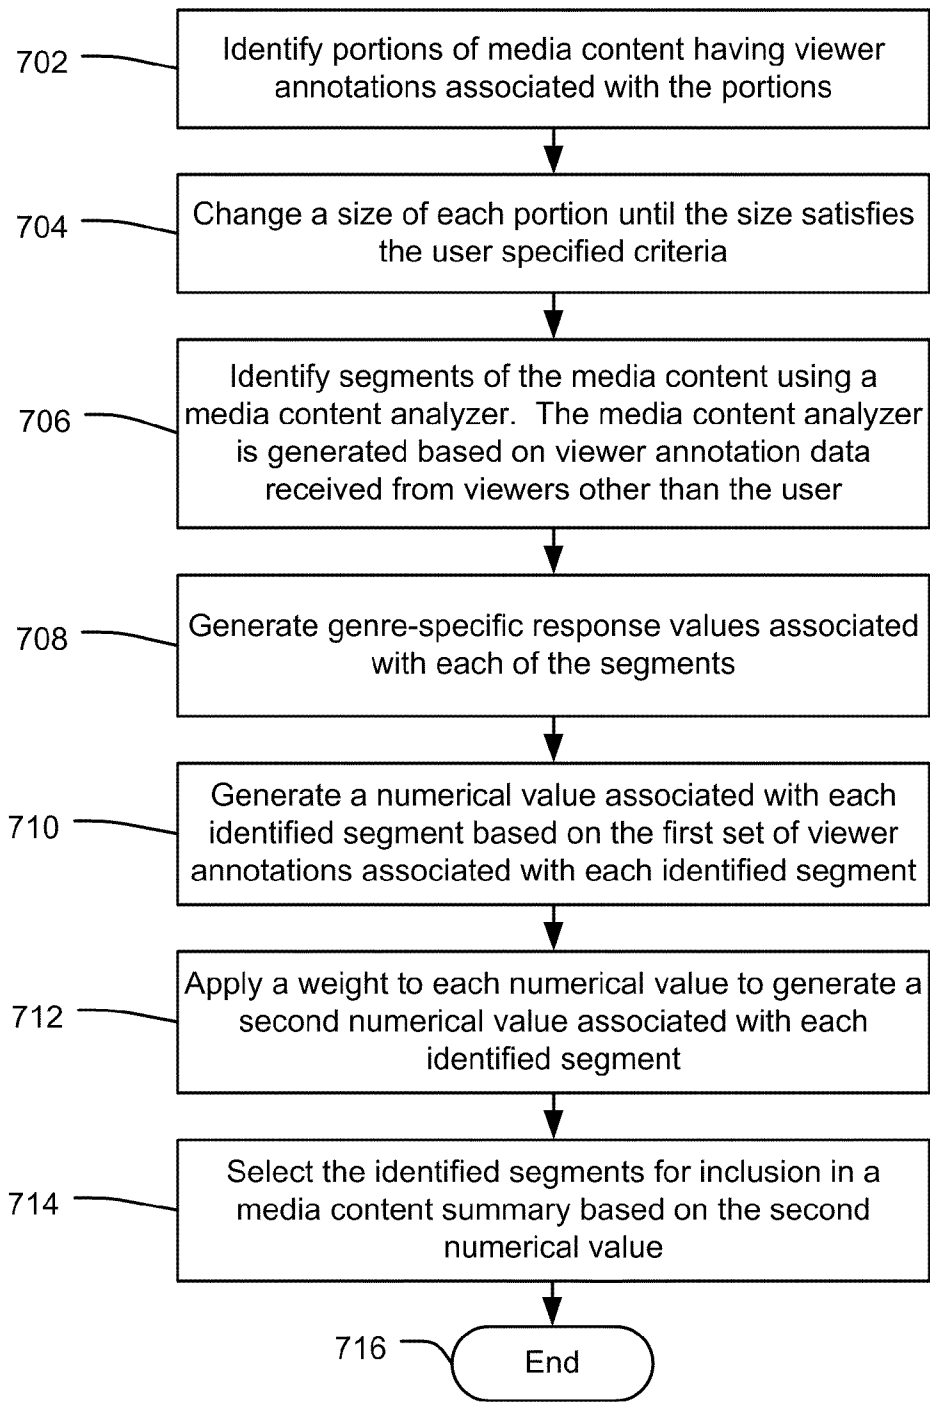 702
Identify portions of media content having viewer
annotations associated with the portions
704
Change a size of each portion until the size satisfies
the user specified criteria
706
Identify segments of the media content using a
media content analyzer.  The media content analyzer
is generated based on viewer annotation data
received from viewers other than the user
708
Generate genre-specific response values associated
with each of the segments
710
Generate a numerical value associated with each
identified segment based on the first set of viewer
annotations associated with each identified segment
712
Apply a weight to each numerical value to generate a
second numerical value associated with each
identified segment
714
Select the identified segments for inclusion in a
media content summary based on the second
numerical value
716
End